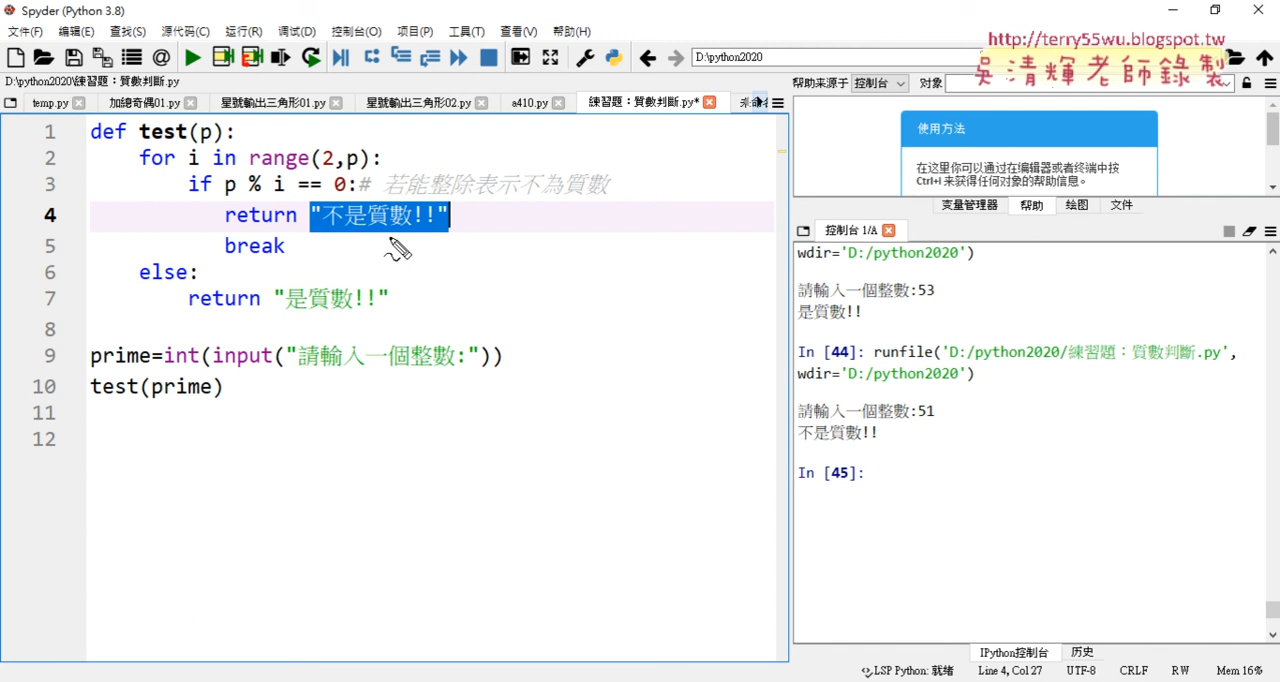 Spyder (Python 3.8)
文件(F) 编辑(E) 查找(S) 源代码(C) 运行(R) 调试(D) 控制台(O) 项目(P) 工具(T) 查看(V) 帮助(H)
D:\python2020
http://terry55wu.blogspot.tw
吳清輝老師錄製
D:\python2020\練習題：質數判斷.py
temp.py 加總奇偶01.py 星號輸出三角形01.py 星號輸出三角形02.py a410.py 練習題：質數判斷.py*
1 def test(p):
2 for i in range(2,p):
3 if p % i == 0:# 若能整除表示不為質數
4 return "不是質數!!"
5 break
6 else:
7 return "是質數!!"
8
9 prime=int(input("請輸入一個整數:"))
10 test(prime)
11
12
帮助来源于 控制台 对象
使用方法
在这里你可以通过在编辑器或者终端中按
Ctrl+I 来获得任何对象的帮助信息。
变量管理器 帮助 绘图 文件
控制台 1/A
wdir='D:/python2020')
請輸入一個整數:53
是質數!!
In [44]: runfile('D:/python2020/練習題：質數判斷.py',
wdir='D:/python2020')
請輸入一個整數:51
不是質數!!
In [45]:
IPython控制台 历史
LSP Python: 就绪 Line 4, Col 27 UTF-8 CRLF RW Mem 16%